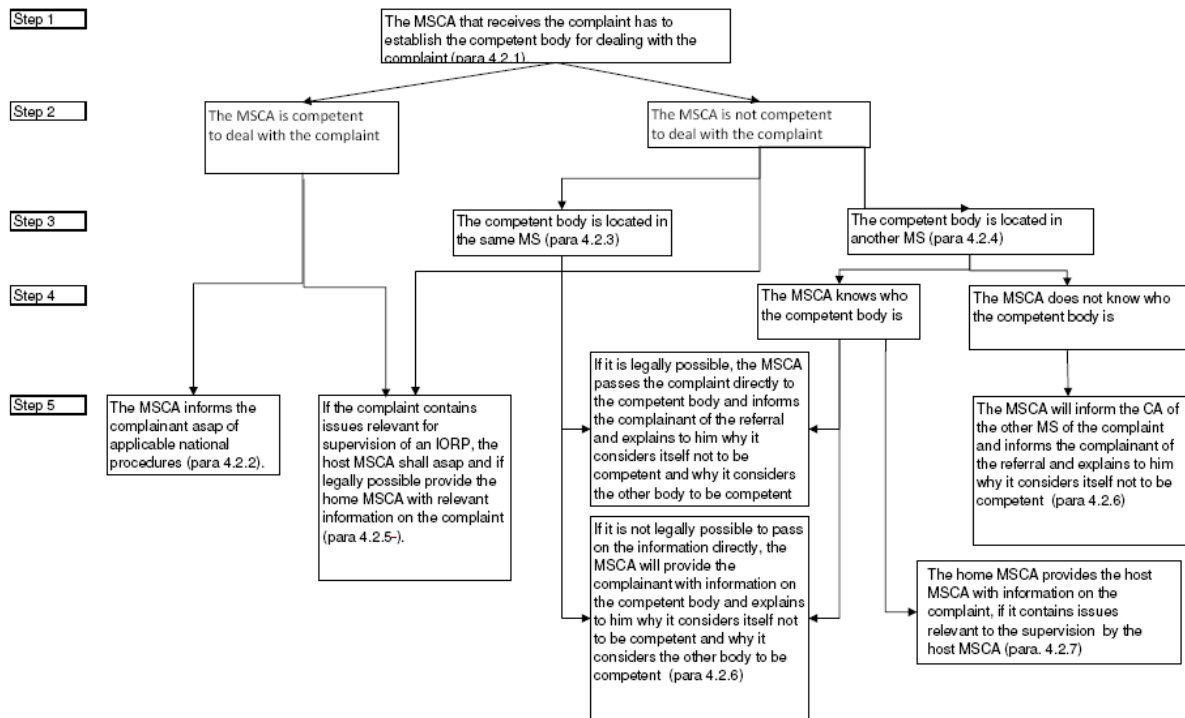 Step 1
The MSCA that receives the complaint has to
establish the competent body for dealing with the
complaint (para 4.2.1).
Step 2
The MSCA is competent
to deal with the complaint
The MSCA is not competent
to deal with the complaint
Step 3
The competent body is located in
the same MS (para 4.2.3)
The competent body is located in
another MS (para 4.2.4)
Step 4
The MSCA knows who
the competent body is
The MSCA does not know who
the competent body is
Step 5
The MSCA informs the
complainant asap of
applicable national
procedures (para 4.2.2).
If the complaint contains
issues relevant for
supervision of an IORP, the
host MSCA shall asap and if
legally possible provide the
home MSCA with relevant
information on the complaint
(para 4.2.5-).
If it is legally possible, the MSCA
passes the complaint directly to
the competent body and informs
the complainant of the referral
and explains to him why it
considers itself not to be
competent and why it considers
the other body to be competent
The MSCA will inform the CA of
the other MS of the complaint
and informs the complainant of
the referral and explains to him
why it considers itself not to be
competent (para 4.2.6)
If it is not legally possible to pass
on the information directly, the
MSCA will provide the
complainant with information on
the competent body and explains
to him why it considers itself not
to be competent and why it
considers the other body to be
competent (para 4.2.6)
The home MSCA provides the host
MSCA with information on the
complaint, if it contains issues
relevant to the supervision by the
host MSCA (para. 4.2.7)